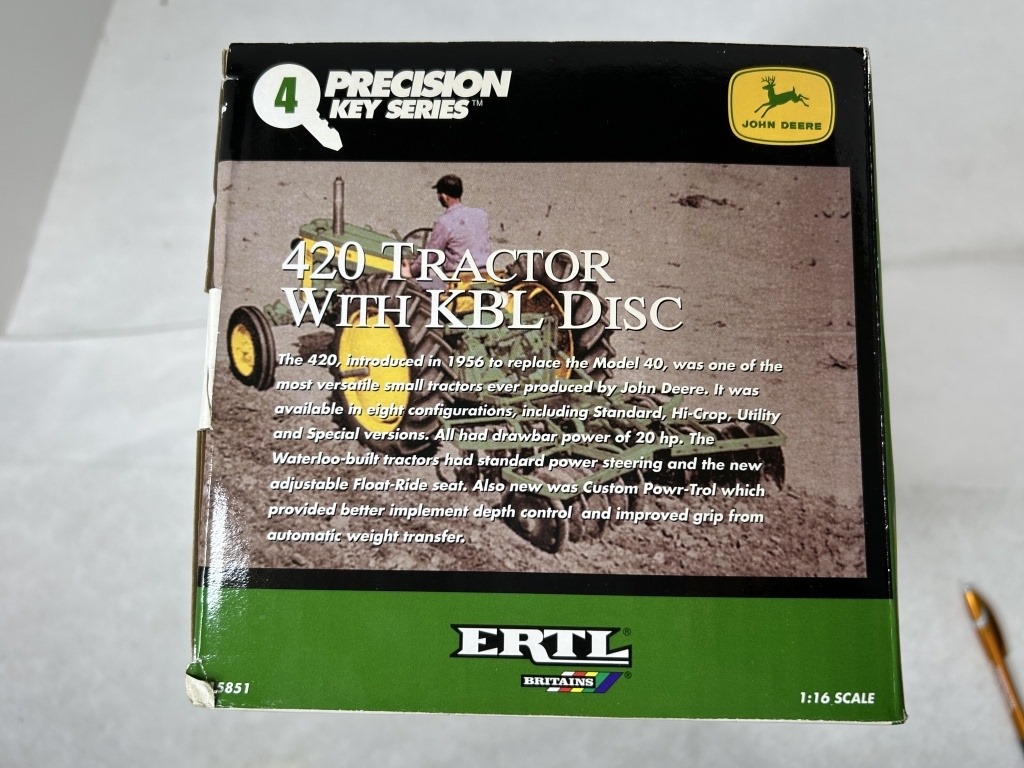 4 PRECISION
KEY SERIES™
JOHN DEERE
420 TRACTOR
WITH KBL DISC
The 420, introduced in 1956 to replace the Model 40, was one of the
most versatile small tractors ever produced by John Deere. It was
available in eight configurations, including Standard, Hi-Crop, Utility
and Special versions. All had drawbar power of 20 hp. The
Waterloo-built tractors had standard power steering and the new
adjustable Float-Ride seat. Also new was Custom Powr-Trol which
provided better implement depth control and improved grip from
automatic weight transfer.
ERTL®
BRITAINS®
5851
1:16 SCALE